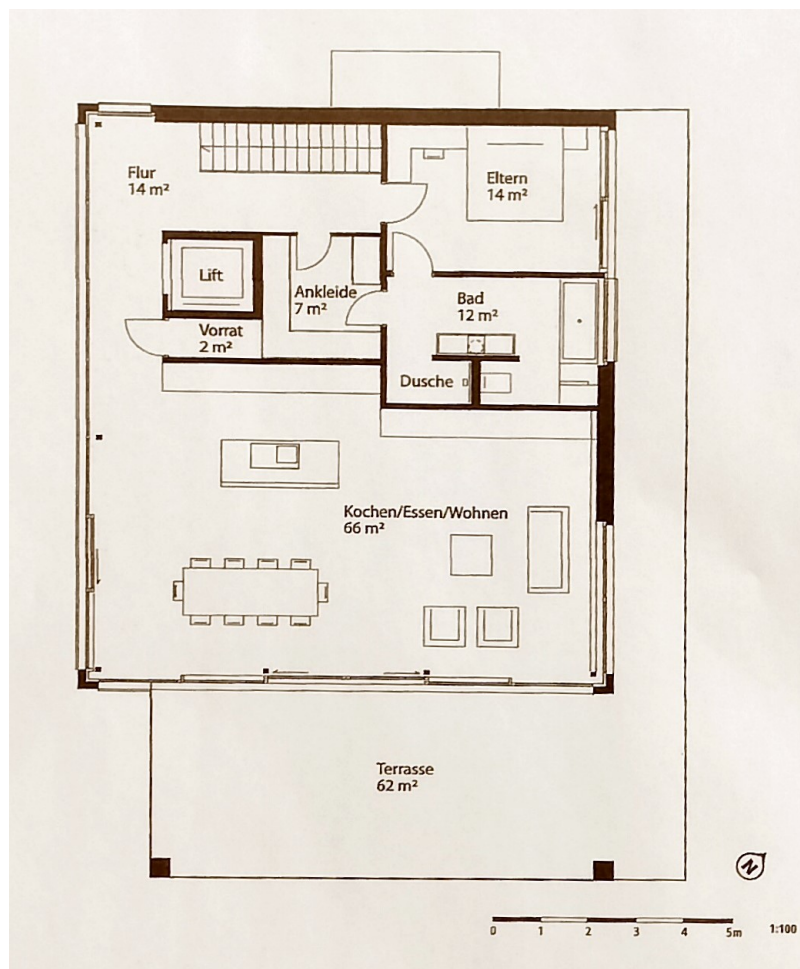 Flur
14 m²
Eltern
14 m²
Lift
Ankleide
7 m²
Bad
12 m²
Vorrat
2 m²
Dusche
Kochen/Essen/Wohnen
66 m²
Terrasse
62 m²
N
0 1 2 3 4 5m 1:100